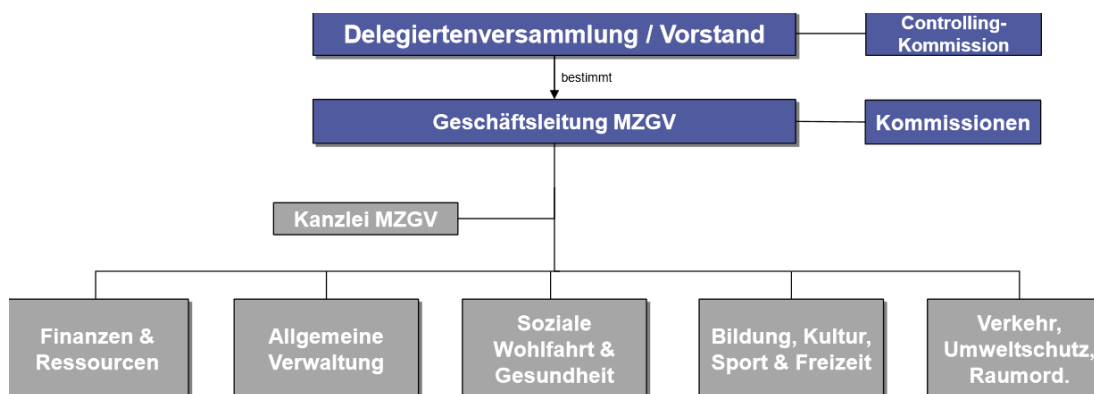 Delegiertenversammlung / Vorstand
Controlling-
Kommission
bestimmt
Geschäftsleitung MZGV
Kommissionen
Kanzlei MZGV
Finanzen &
Ressourcen
Allgemeine
Verwaltung
Soziale
Wohlfahrt &
Gesundheit
Bildung, Kultur,
Sport & Freizeit
Verkehr,
Umweltschutz,
Raumord.